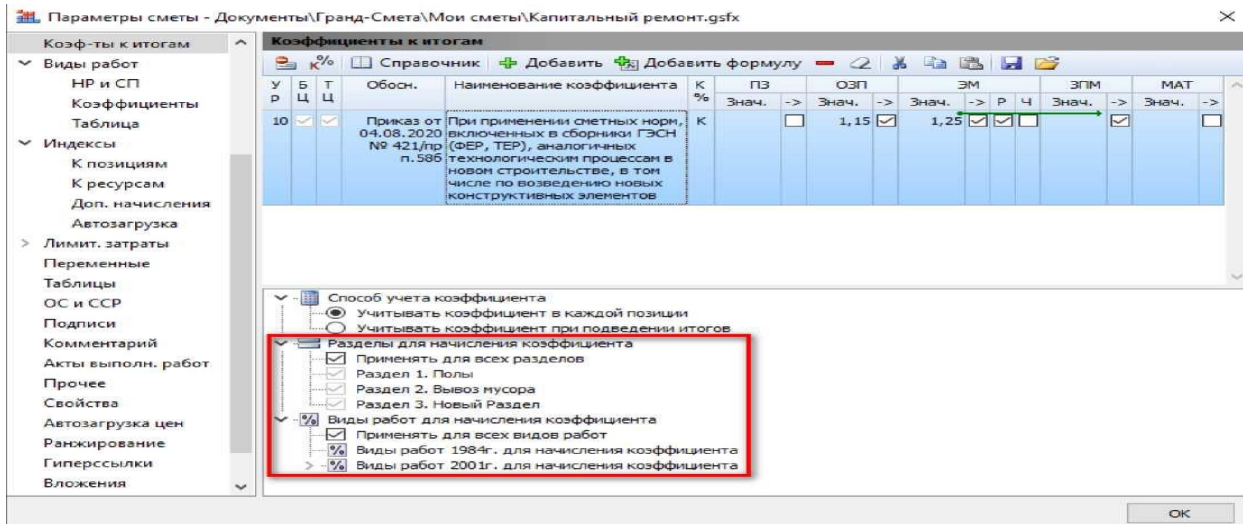 Параметры сметы - Документы\Гранд-Смета\Мои сметы\Капитальный ремонт.gsfx
Коэф-ты к итогам
Виды работ
НР и СП
Коэффициенты
Таблица
Индексы
К позициям
К ресурсам
Доп. начисления
Автозагрузка
Лимит. затраты
Переменные
Таблицы
ОС и ССР
Подписи
Комментарий
Акты выполн. работ
Прочее
Свойства
Автозагрузка цен
Ранжирование
Гиперссылки
Вложения
Коэффициенты к итогам
К% Справочник Добавить Добавить формулу
У Р БЦ ТЦ Обосн. Наименование коэффициента К % ПЗ ОЗП ЭМ ЗПМ МАТ
Знач. -> Знач. -> Знач. -> Р Ч Знач. -> Знач. ->
10 Приказ от При применении сметных норм, К 1,15 1,25
04.08.2020 включенных в сборники ГЭСН
№ 421/пр (ФЕР, ТЕР), аналогичных
п.58б технологическим процессам в
новом строительстве, в том
числе по возведению новых
конструктивных элементов
Способ учета коэффициента
Учитывать коэффициент в каждой позиции
Учитывать коэффициент при подведении итогов
Разделы для начисления коэффициента
Применять для всех разделов
Раздел 1. Полы
Раздел 2. Вывоз мусора
Раздел 3. Новый Раздел
% Виды работ для начисления коэффициента
Применять для всех видов работ
% Виды работ 1984г. для начисления коэффициента
% Виды работ 2001г. для начисления коэффициента
ОК